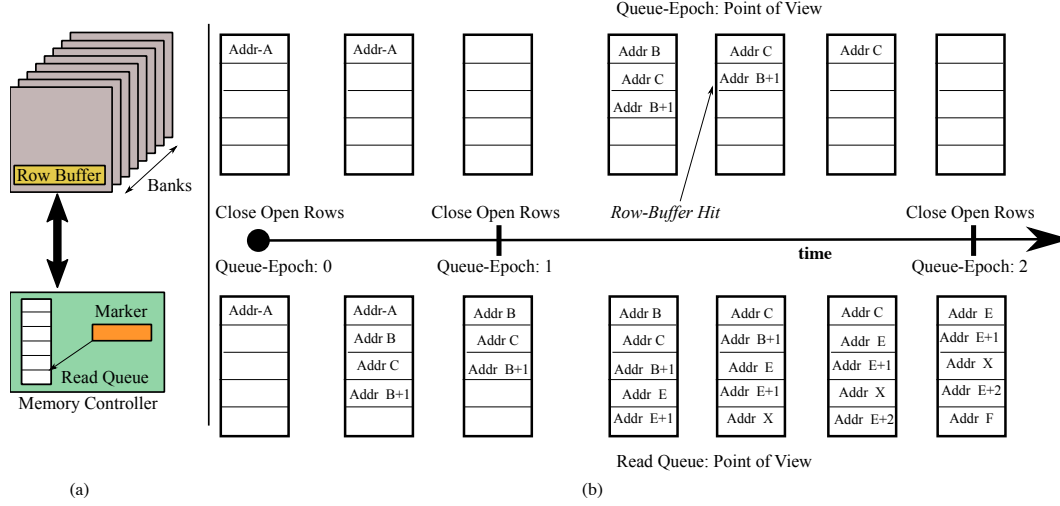 Queue-Epoch: Point of View
Addr-A
Addr-A
Addr B
Addr C
Addr B+1
Addr C
Addr B+1
Addr C
Row Buffer
Banks
Row-Buffer Hit
Close Open Rows
Close Open Rows
Close Open Rows
time
Queue-Epoch: 0
Queue-Epoch: 1
Queue-Epoch: 2
Marker
Read Queue
Memory Controller
Addr-A
Addr-A
Addr B
Addr C
Addr B+1
Addr B
Addr C
Addr B+1
Addr B
Addr C
Addr B+1
Addr E
Addr E+1
Addr C
Addr B+1
Addr E
Addr E+1
Addr X
Addr C
Addr E
Addr E+1
Addr X
Addr E+2
Addr E
Addr E+1
Addr X
Addr E+2
Addr F
Read Queue: Point of View
(a)
(b)